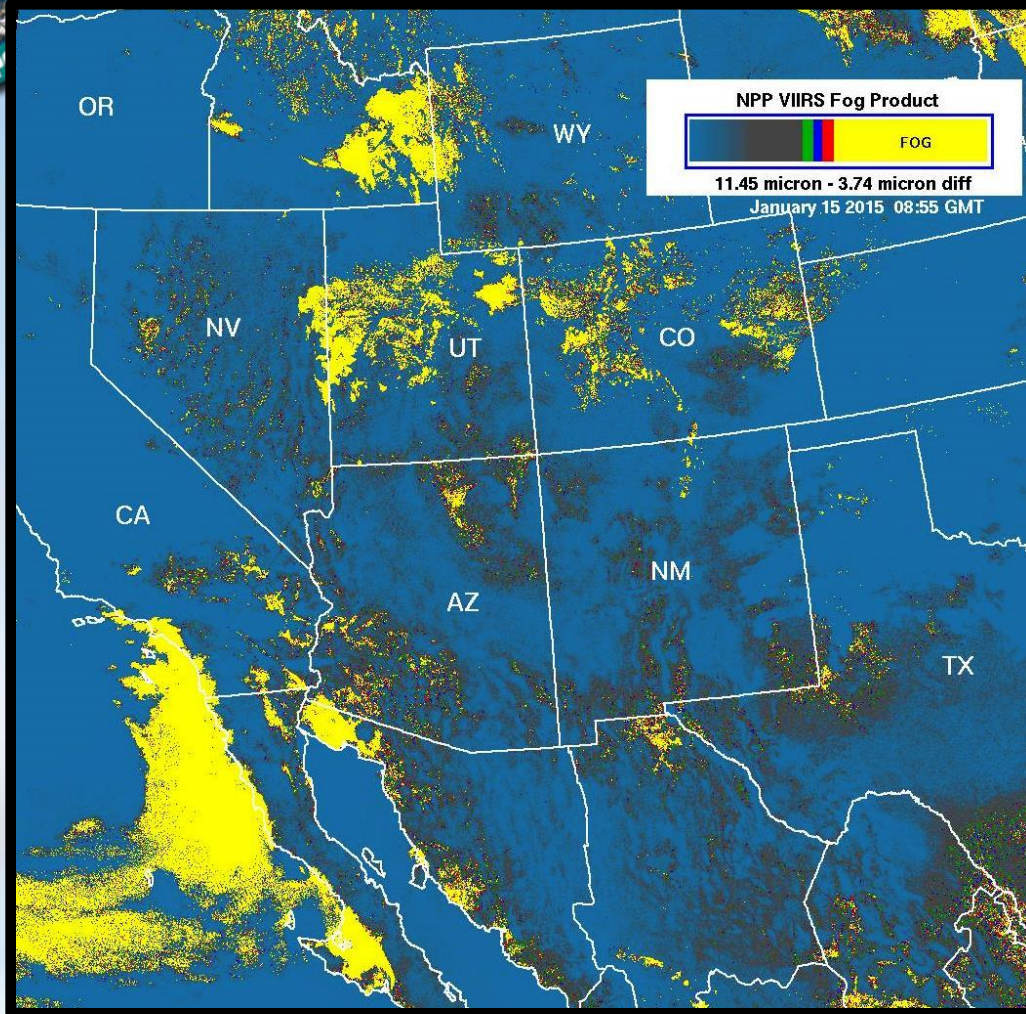 OR
WY
NPP VIIRS Fog Product
FOG
11.45 micron - 3.74 micron diff
January 15 2015 08:55 GMT
NV
UT
CO
CA
AZ
NM
TX